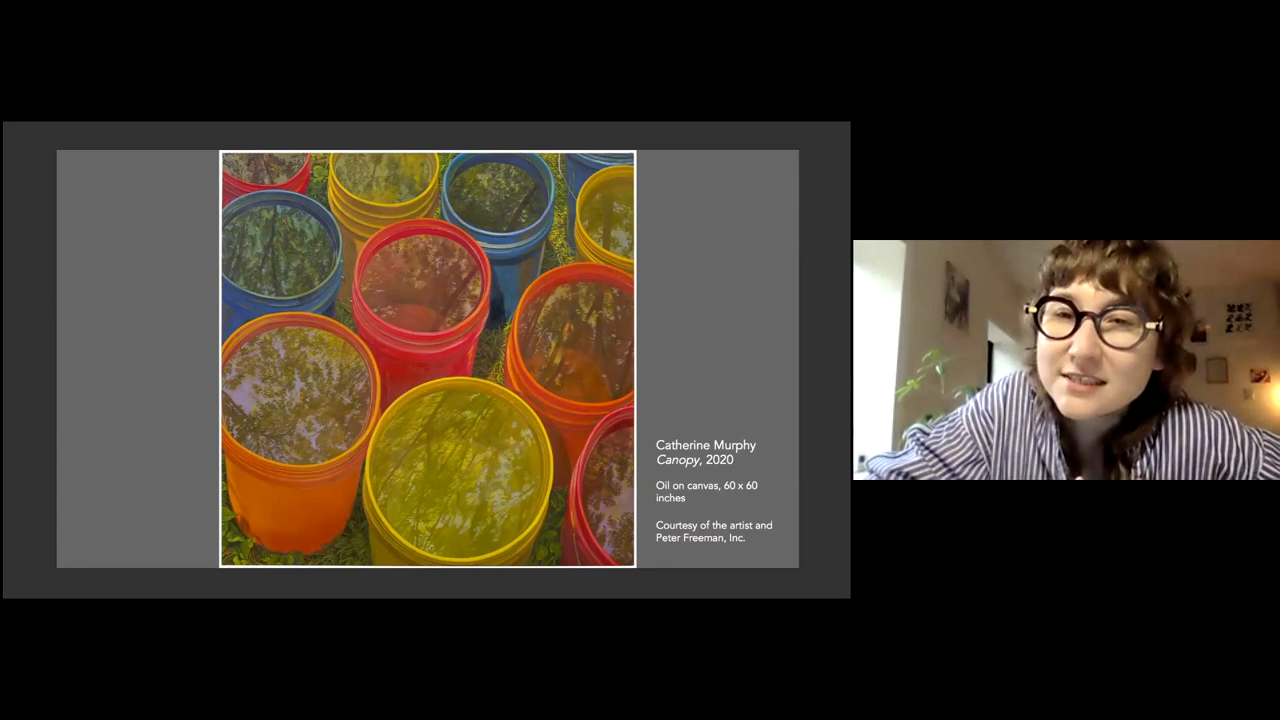 Catherine Murphy
Canopy, 2020
Oil on canvas, 60 x 60
inches
Courtesy of the artist and
Peter Freeman, Inc.